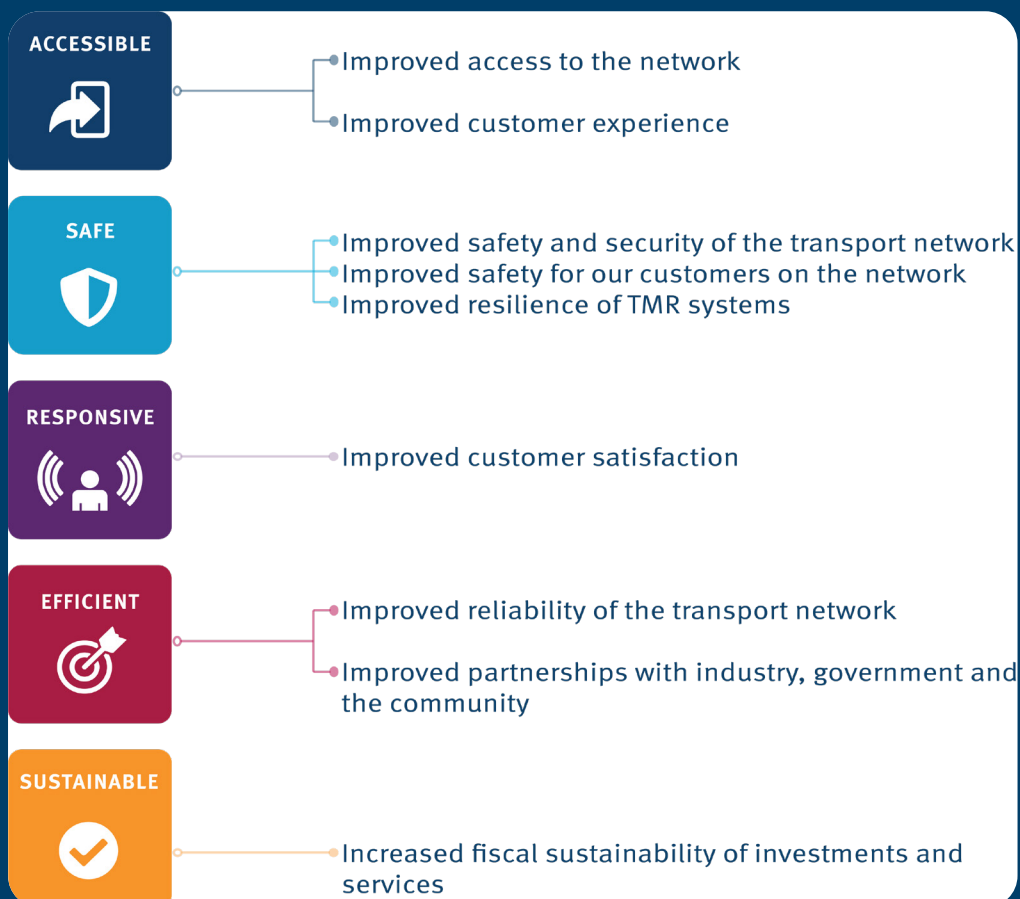 ACCESSIBLE
Improved access to the network
Improved customer experience
SAFE
Improved safety and security of the transport network
Improved safety for our customers on the network
Improved resilience of TMR systems
RESPONSIVE
Improved customer satisfaction
EFFICIENT
Improved reliability of the transport network
Improved partnerships with industry, government and
the community
SUSTAINABLE
Increased fiscal sustainability of investments and
services